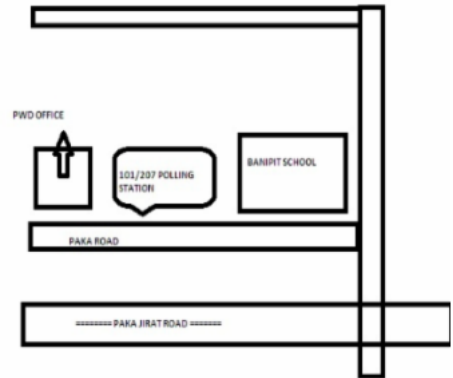 PWD OFFICE
101/207 POLLING
STATION
BANIPIT SCHOOL
PAKA ROAD
======== PAKA JIRAT ROAD =======